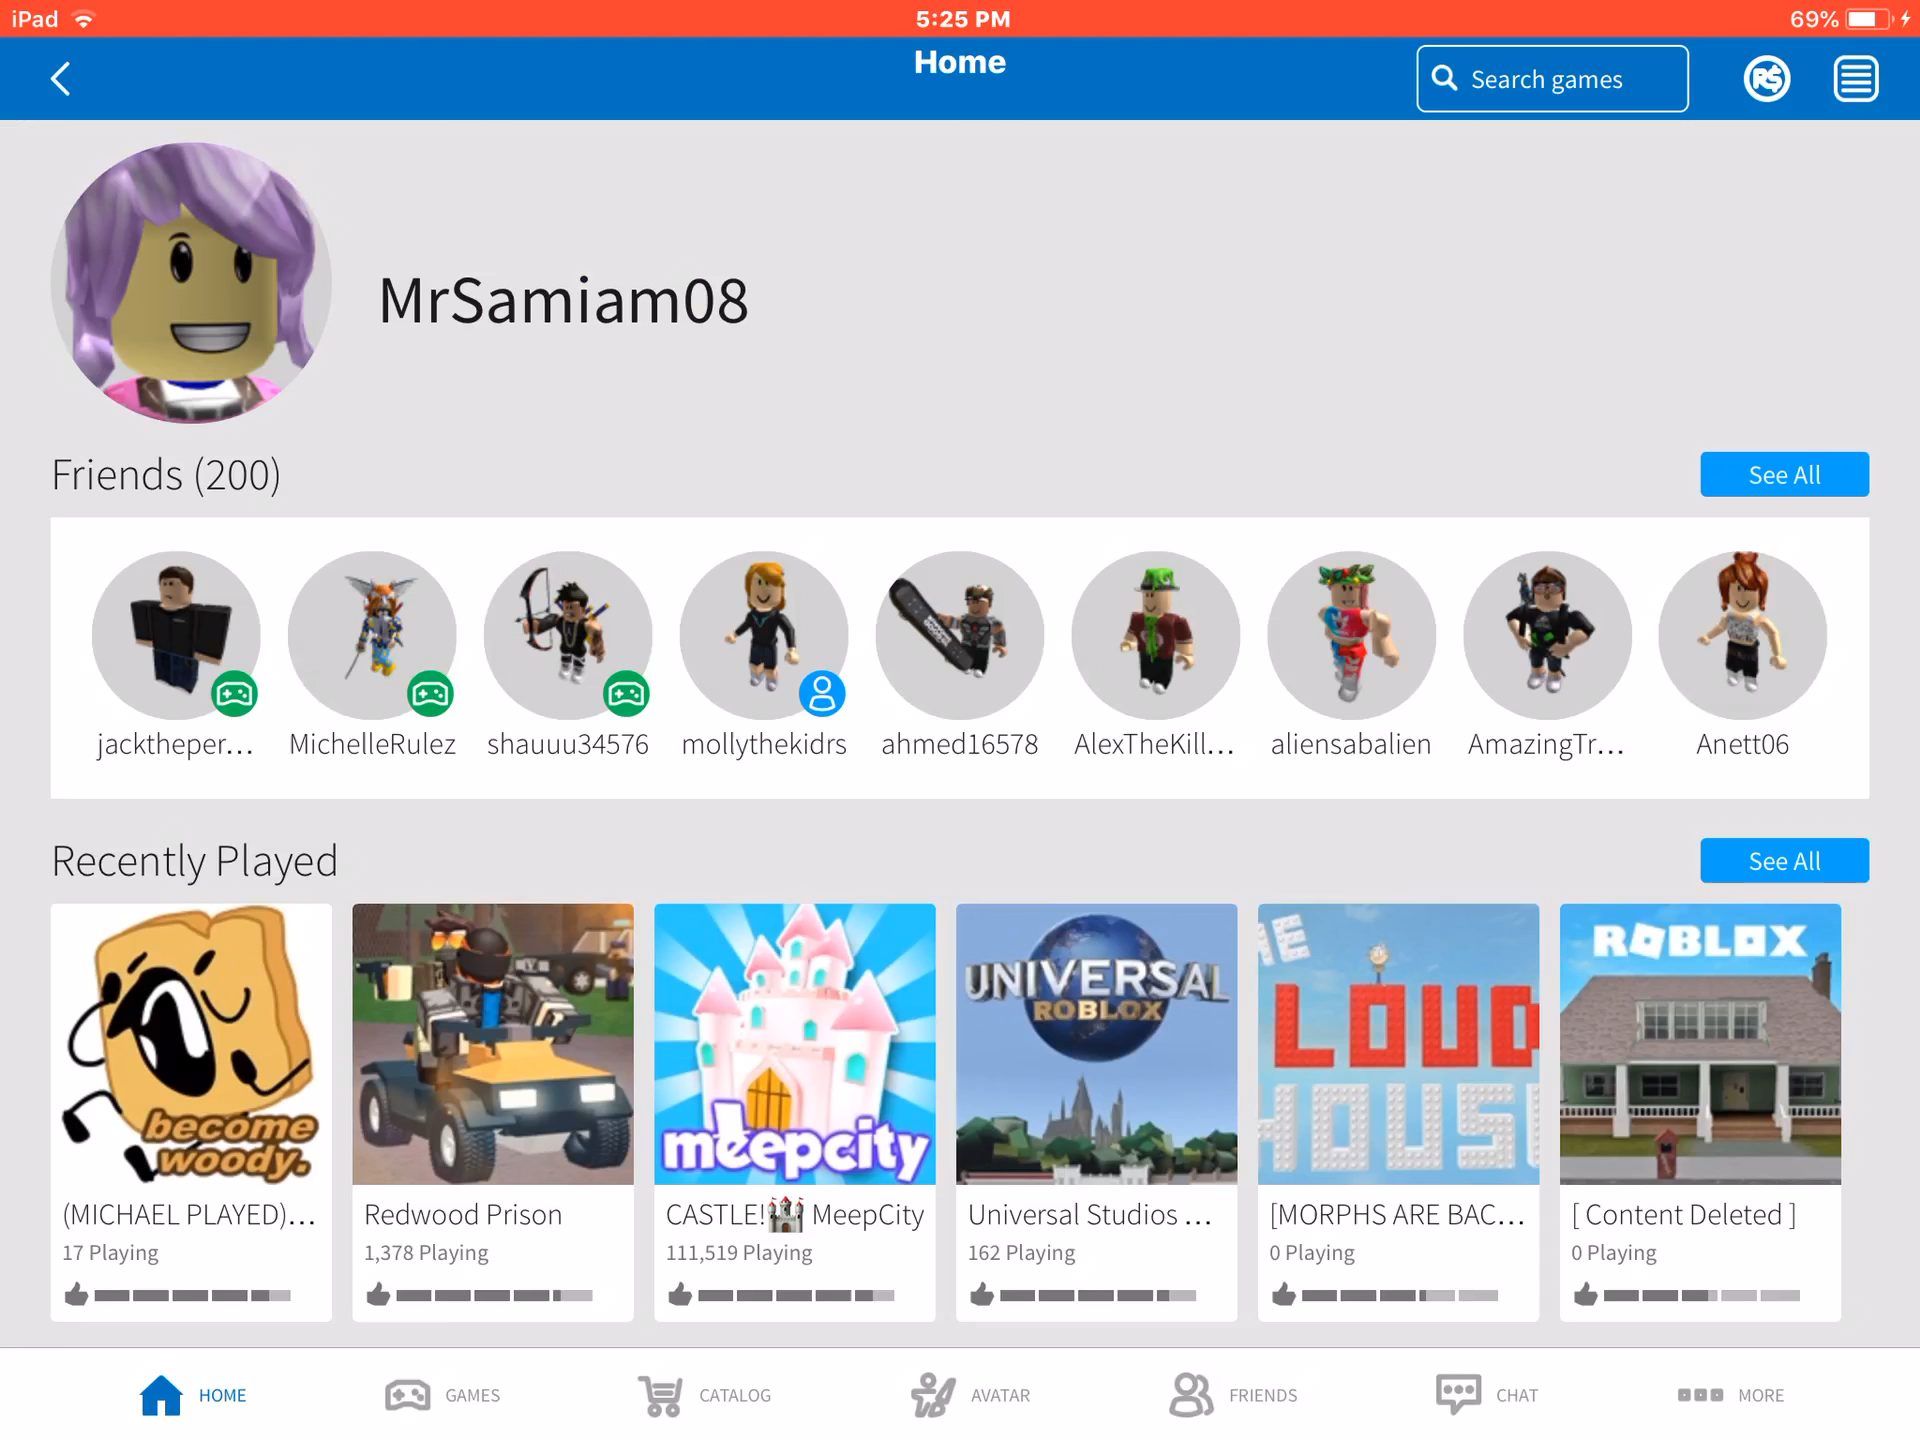 iPad
5:25 PM
69%
Home
Search games
R$
MrSamiam08
Friends (200)
See All
jacktheper...
MichelleRulez
shauuu34576
mollythekidrs
ahmed16578
AlexTheKill...
aliensabalien
AmazingTr...
Anett06
Recently Played
See All
become
woody.
meepcity
UNIVERSAL
ROBLOX
LOUD
HOUS
ROBLOX
(MICHAEL PLAYED)...
Redwood Prison
CASTLE!🏰 MeepCity
Universal Studios ...
[MORPHS ARE BAC...
[ Content Deleted ]
17 Playing
1,378 Playing
111,519 Playing
162 Playing
0 Playing
0 Playing
HOME
GAMES
CATALOG
AVATAR
FRIENDS
CHAT
MORE